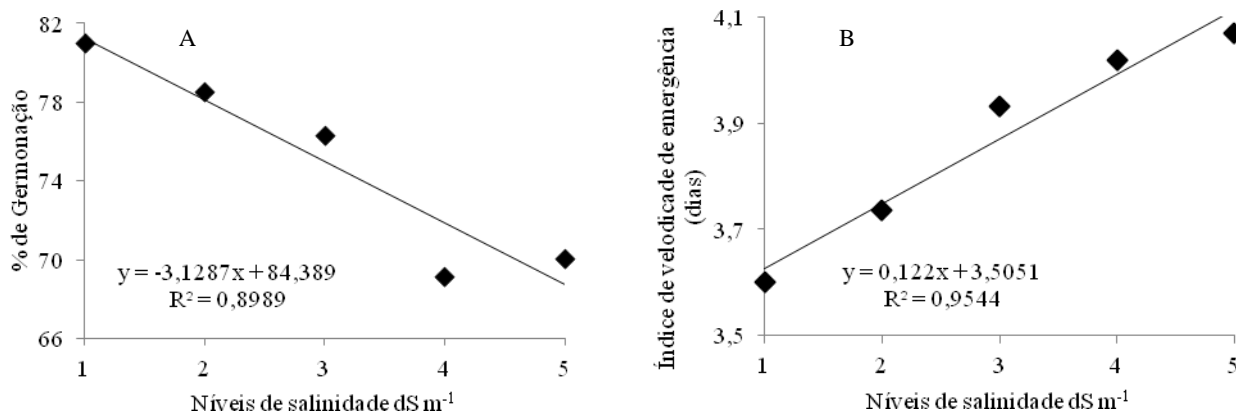 A
% de Germonação
82
78
74
70
66
y = -3,1287x + 84,389
R² = 0,8989
1 2 3 4 5
Níveis de salinidade dS m⁻¹
B
Índice de velodicade de emergência
(dias)
4,1
3,9
3,7
3,5
y = 0,122x + 3,5051
R² = 0,9544
1 2 3 4 5
Níveis de salinidade dS m⁻¹